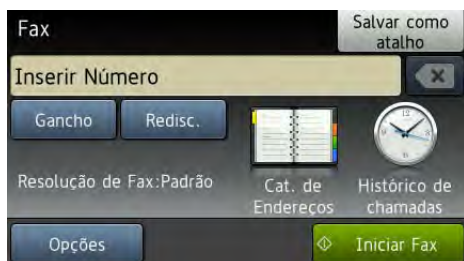 Fax
Salvar como
atalho
Inserir Número
Gancho
Redisc.
Resolução de Fax:Padrão
Cat. de
Endereços
Histórico de
chamadas
Opções
Iniciar Fax